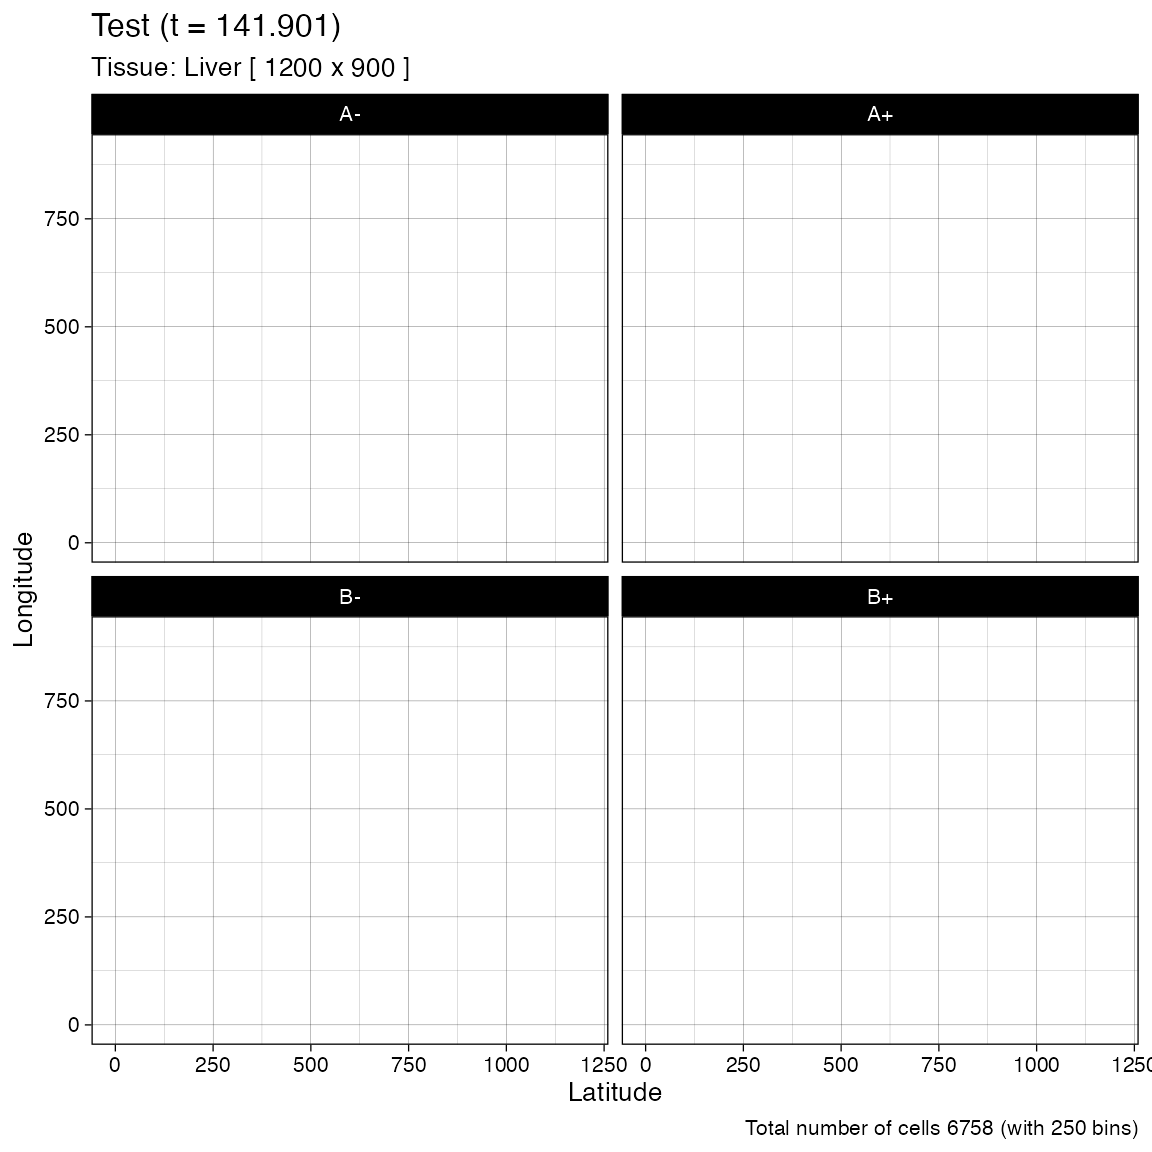 Test (t = 141.901)
Tissue: Liver [ 1200 x 900 ]
A-
A+
750
500
250
0
Longitude
B-
B+
750
500
250
0
0 250 500 750 1000 1250
0 250 500 750 1000 1250
Latitude
Total number of cells 6758 (with 250 bins)